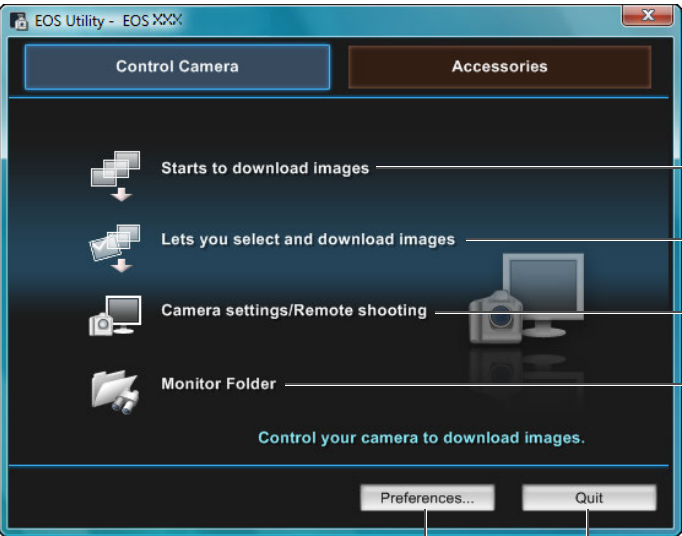 EOS Utility - EOS XXX
Control Camera
Accessories
Starts to download images
Lets you select and download images
Camera settings/Remote shooting
Monitor Folder
Control your camera to download images.
Preferences...
Quit